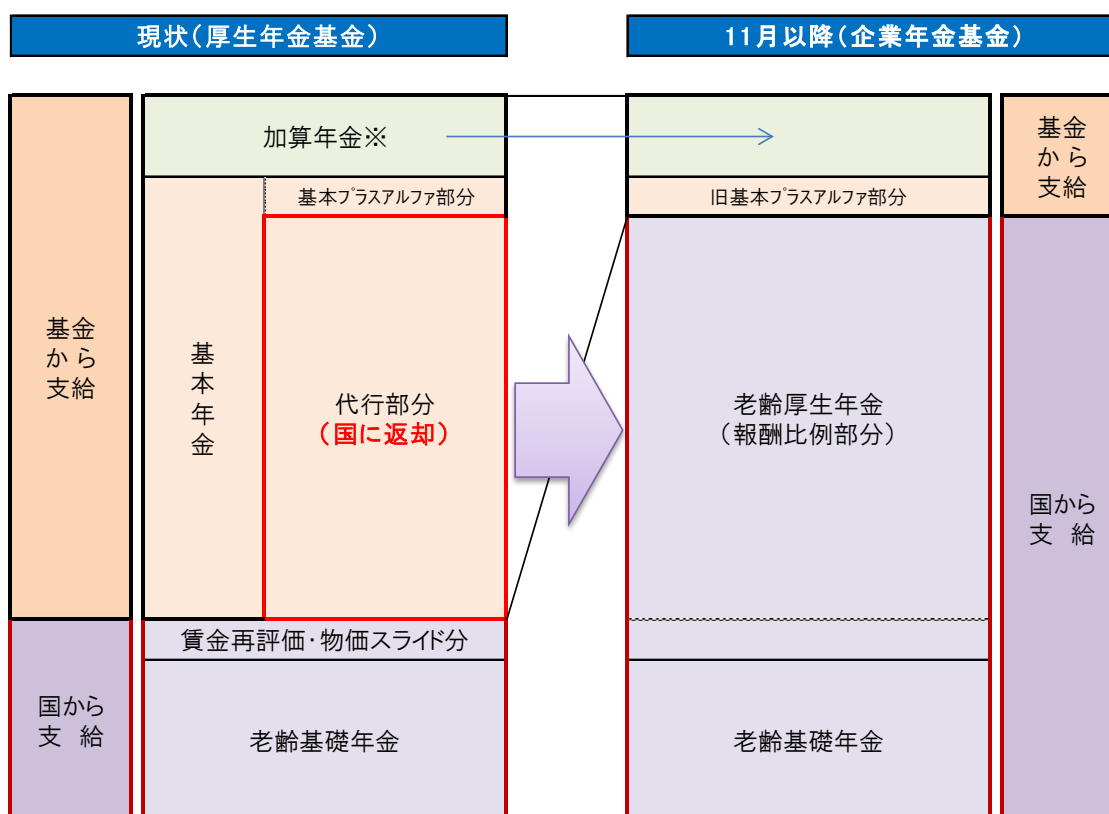 現状（厚生年金基金）
11月以降（企業年金基金）
加算年金※
基金
から
支給
基本プラスアルファ部分
旧基本プラスアルファ部分
基金
から
支給
基
本
年
金
代行部分
（国に返却）
老齢厚生年金
（報酬比例部分）
国から
支 給
賃金再評価・物価スライド分
国から
支 給
老齢基礎年金
老齢基礎年金